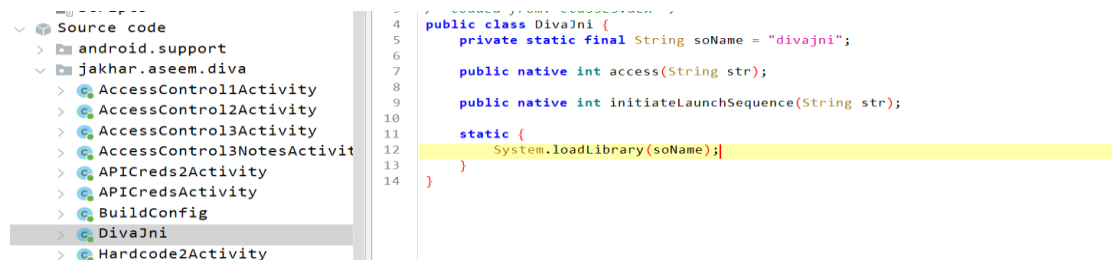 Source code
android.support
jakhar.aseem.diva
AccessControl1Activity
AccessControl2Activity
AccessControl3Activity
AccessControl3NotesActivit
APICreds2Activity
APICredsActivity
BuildConfig
DivaJni
Hardcode2Activity
4 public class DivaJni {
5 private static final String soName = "divajni";
6
7 public native int access(String str);
8
9 public native int initiateLaunchSequence(String str);
10
11 static {
12 System.loadLibrary(soName);
13 }
14 }